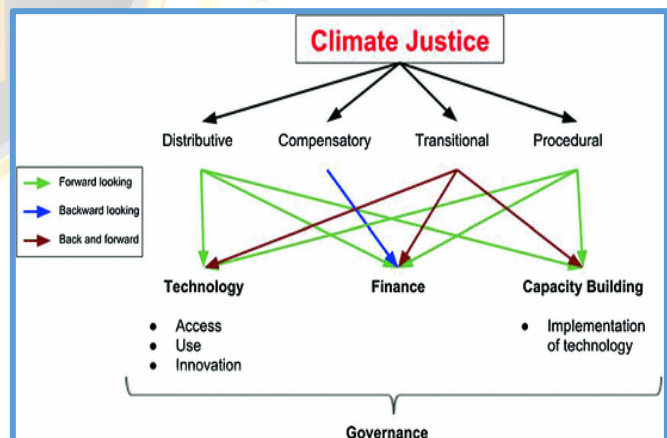 Climate Justice
Distributive
Compensatory
Transitional
Procedural
Forward looking
Backward looking
Back and forward
Technology
Finance
Capacity Building
● Access
● Use
● Innovation
● Implementation
of technology
Governance